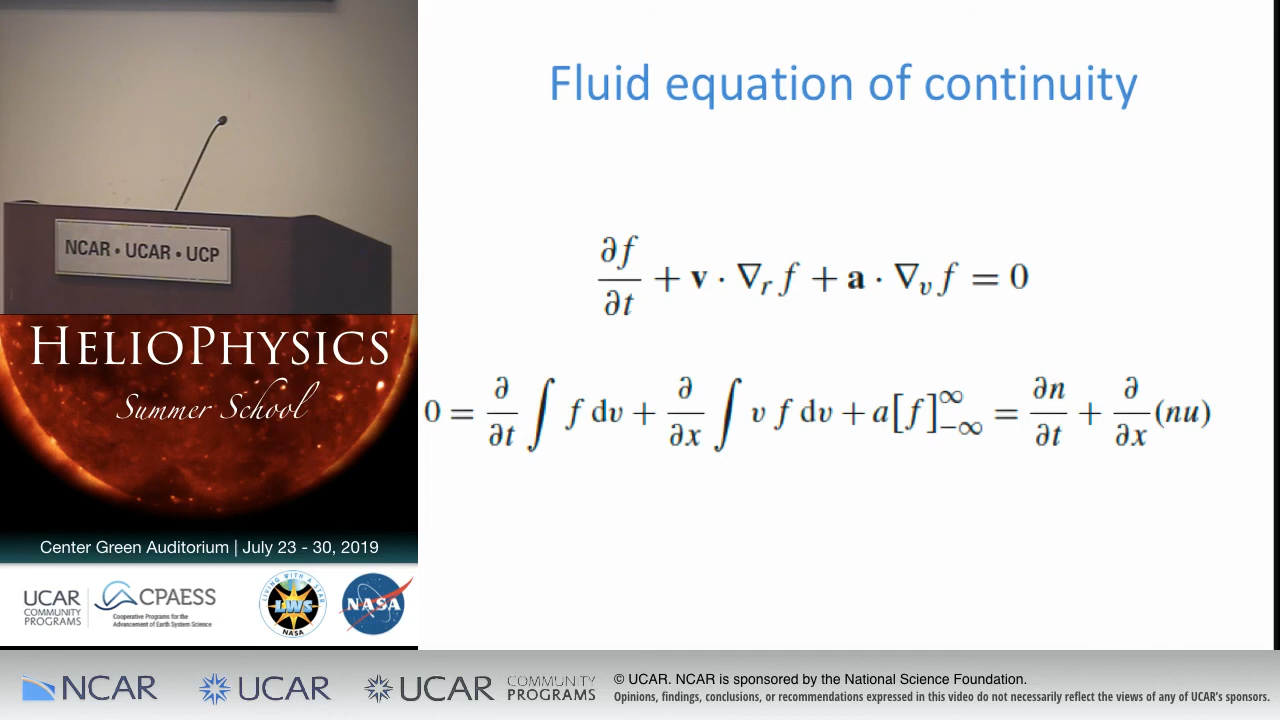 Fluid equation of continuity
∂f/∂t + v · ∇_r f + a · ∇_v f = 0
0 = ∂/∂t ∫ f dv + ∂/∂x ∫ v f dv + a[f]_{-∞}^{∞} = ∂n/∂t + ∂/∂x (nu)
NCAR • UCAR • UCP
HELIOPHYSICS
Summer School
Center Green Auditorium | July 23 - 30, 2019
UCAR
COMMUNITY
PROGRAMS
CPAESS
Cooperative Programs for the
Advancement of Earth System Science
LIVING WITH A STAR
LWS
NASA
NASA
NCAR
UCAR
UCAR
COMMUNITY
PROGRAMS
© UCAR. NCAR is sponsored by the National Science Foundation.
Opinions, findings, conclusions, or recommendations expressed in this video do not necessarily reflect the views of any of UCAR's sponsors.